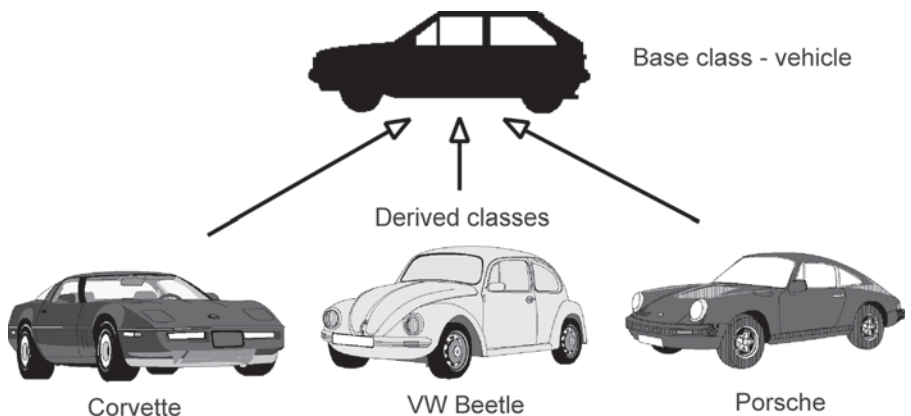 Base class - vehicle
Derived classes
Corvette
VW Beetle
Porsche